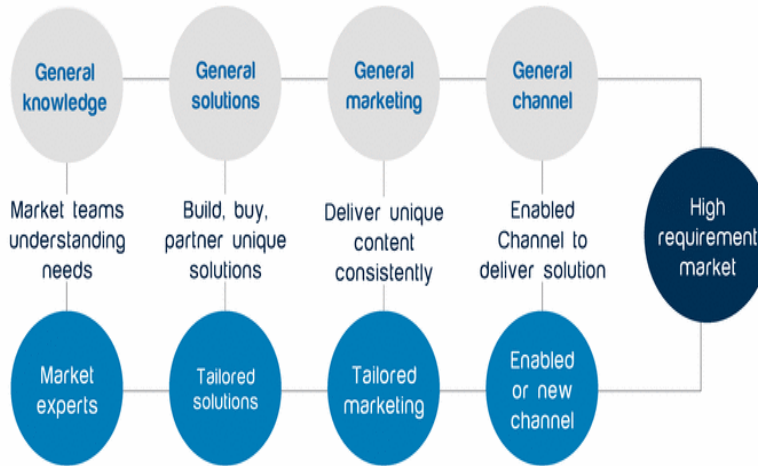 General
knowledge
General
solutions
General
marketing
General
channel
High
requirement
market
Market teams
understanding
needs
Build, buy,
partner unique
solutions
Deliver unique
content
consistently
Enabled
Channel to
deliver solution
Market
experts
Tailored
solutions
Tailored
marketing
Enabled
or new
channel